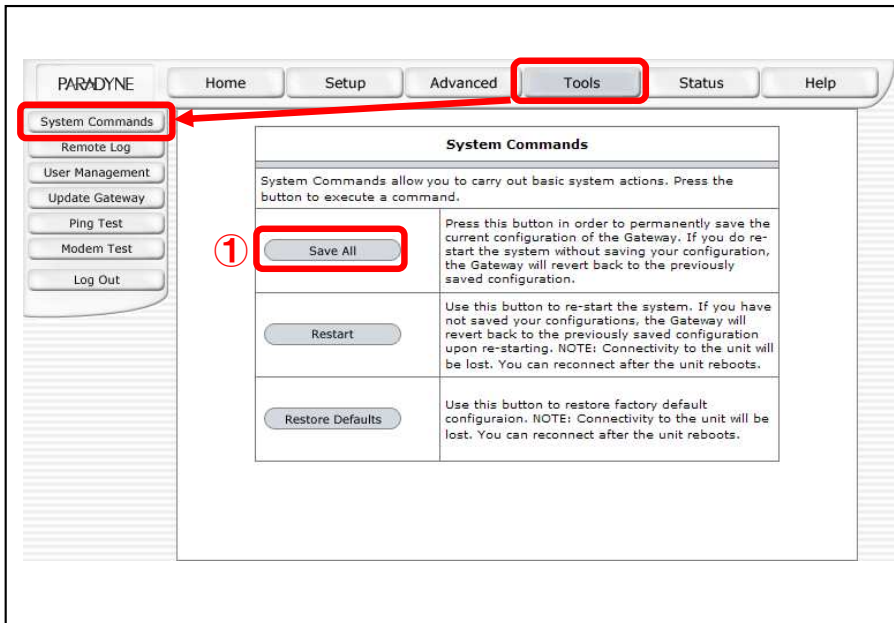 PARADYNE
Home
Setup
Advanced
Tools
Status
Help
System Commands
Remote Log
User Management
Update Gateway
Ping Test
Modem Test
Log Out
System Commands
System Commands allow you to carry out basic system actions. Press the
button to execute a command.
①
Save All
Press this button in order to permanently save the
current configuration of the Gateway. If you do re-
start the system without saving your configuration,
the Gateway will revert back to the previously
saved configuration.
Restart
Use this button to re-start the system. If you have
not saved your configurations, the Gateway will
revert back to the previously saved configuration
upon re-starting. NOTE: Connectivity to the unit will
be lost. You can reconnect after the unit reboots.
Restore Defaults
Use this button to restore factory default
configuraion. NOTE: Connectivity to the unit will be
lost. You can reconnect after the unit reboots.